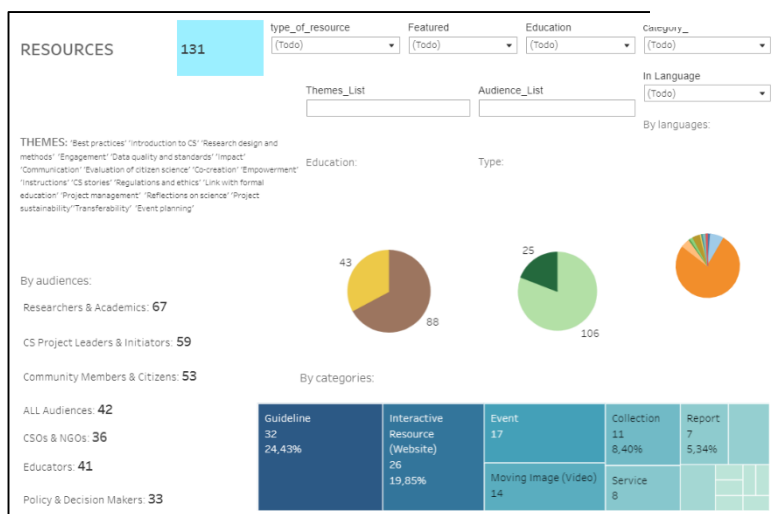 RESOURCES
131
type_of_resource
(Todo)
Featured
(Todo)
Education
(Todo)
category_
(Todo)
Themes_List
Audience_List
In Language
(Todo)
By languages:
THEMES: 'Best practices' 'Introduction to CS' 'Research design and
methods' 'Engagement' 'Data quality and standards' 'Impact'
'Communication' 'Evaluation of citizen science' 'Co-creation' 'Empowerment'
'Instructions' 'CS stories' 'Regulations and ethics' 'Link with formal
education' 'Project management' 'Reflections on science' 'Project
sustainability' 'Transferability' 'Event planning'
Education:
Type:
43
88
25
106
By audiences:
Researchers & Academics: 67
CS Project Leaders & Initiators: 59
Community Members & Citizens: 53
ALL Audiences: 42
CSOs & NGOs: 36
Educators: 41
Policy & Decision Makers: 33
By categories:
Guideline
32
24,43%
Interactive
Resource
(Website)
26
19,85%
Event
17
Moving Image (Video)
14
Collection
11
8,40%
Service
8
Report
7
5,34%